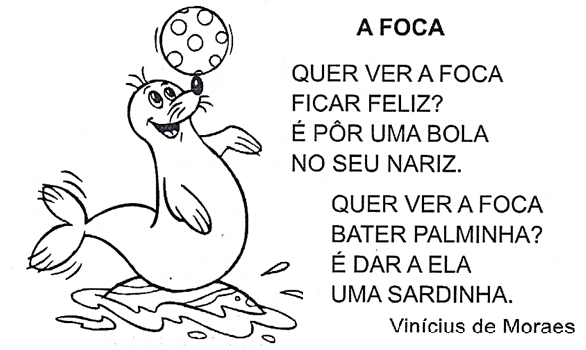 A FOCA
QUER VER A FOCA
FICAR FELIZ?
É PÔR UMA BOLA
NO SEU NARIZ.
QUER VER A FOCA
BATER PALMINHA?
É DAR A ELA
UMA SARDINHA.
Vinícius de Moraes